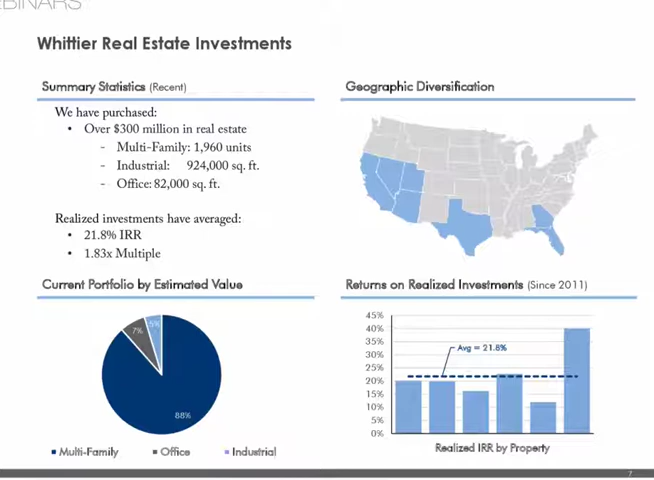 Whittier Real Estate Investments
Summary Statistics (Recent)
We have purchased:
• Over $300 million in real estate
- Multi-Family: 1,960 units
- Industrial: 924,000 sq. ft.
- Office: 82,000 sq. ft.
Realized investments have averaged:
• 21.8% IRR
• 1.83x Multiple
Geographic Diversification
Current Portfolio by Estimated Value
7%
5%
88%
Multi-Family
Office
Industrial
Returns on Realized Investments (Since 2011)
45%
40%
35%
30%
25%
20%
15%
10%
5%
0%
Avg = 21.8%
Realized IRR by Property
7